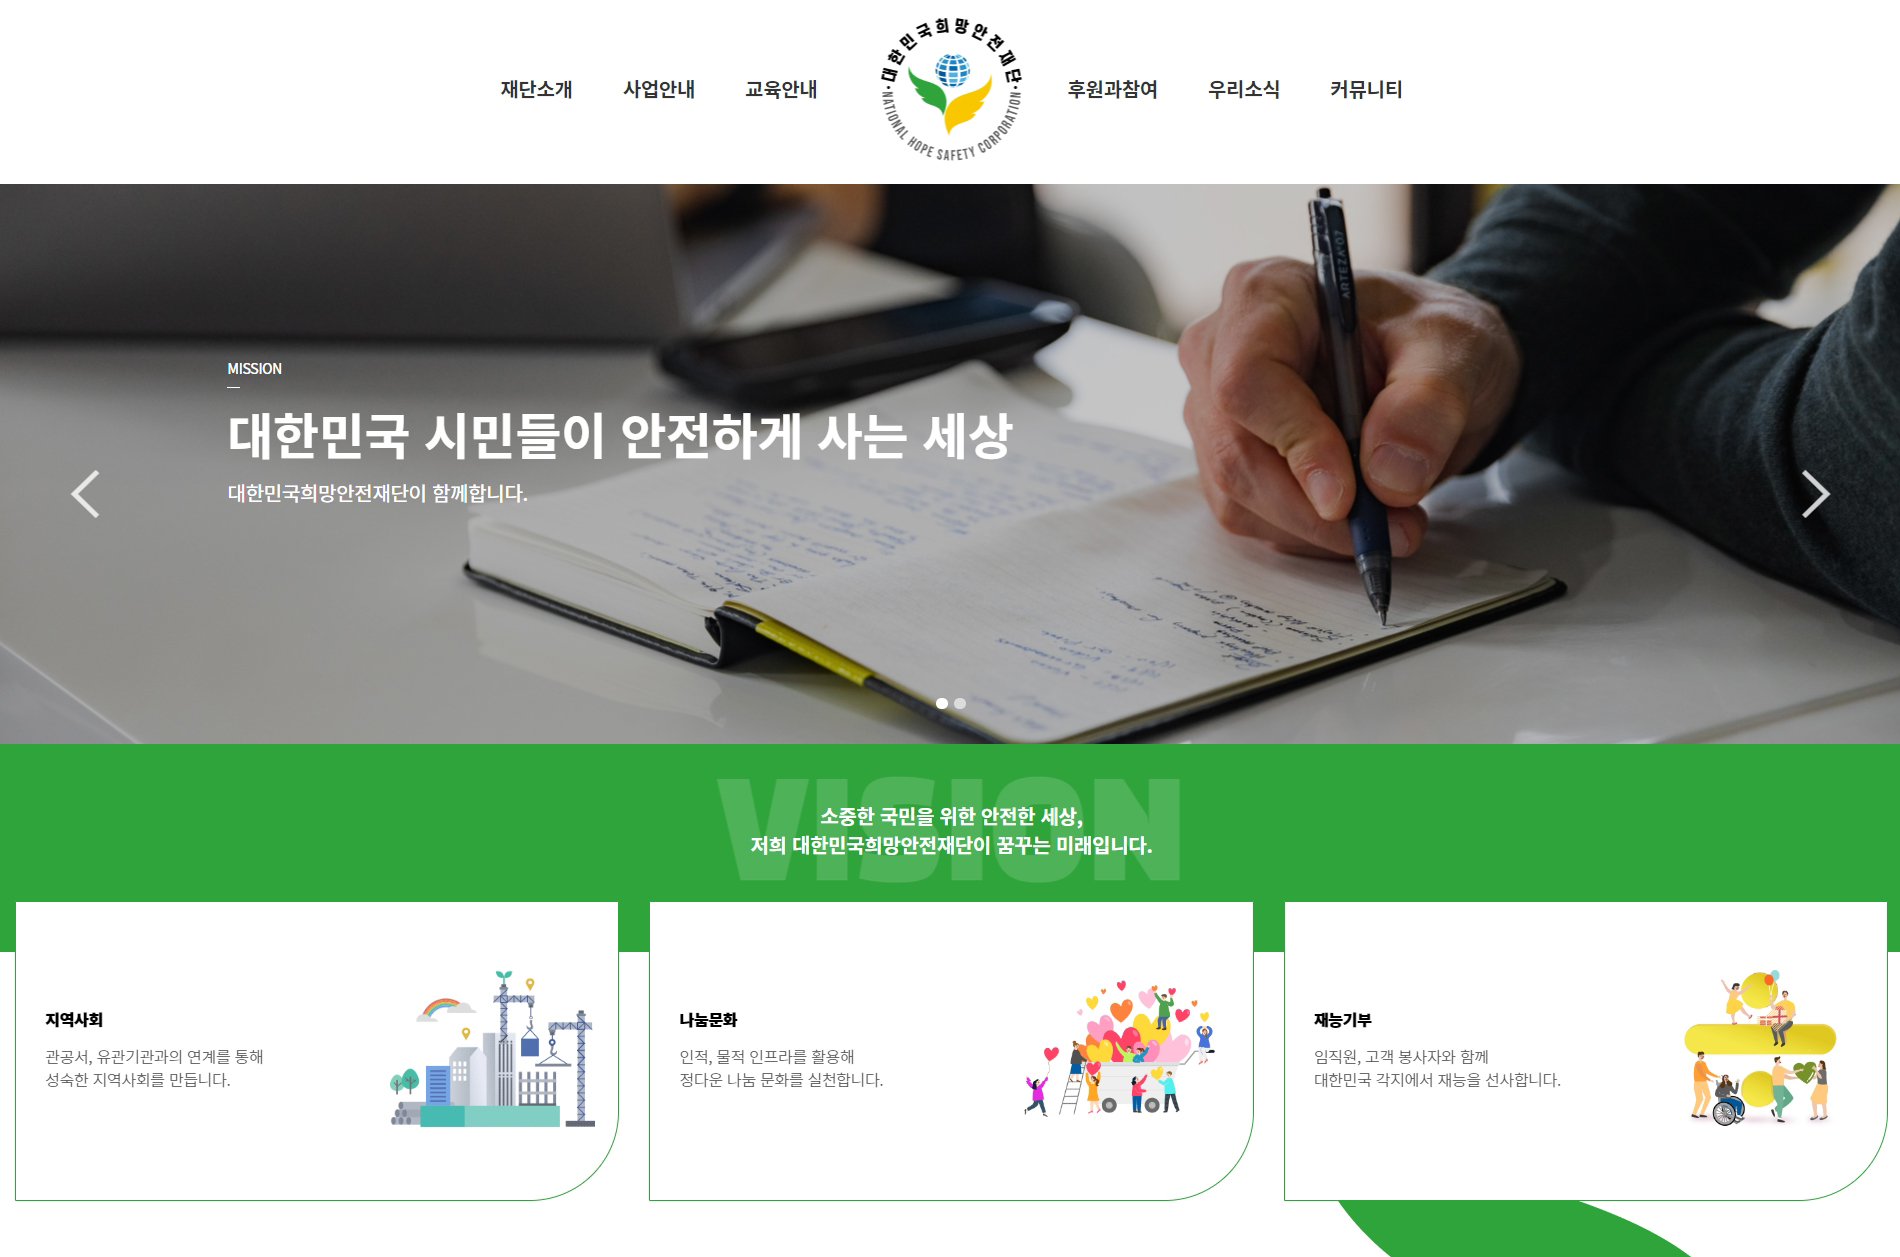 재단소개
사업안내
교육안내
대한민국희망안전재단
NATIONAL HOPE SAFETY CORPORATION
후원과참여
우리소식
커뮤니티
ARTEZA'07
MISSION
대한민국 시민들이 안전하게 사는 세상
대한민국희망안전재단이 함께합니다.
VISION
소중한 국민을 위한 안전한 세상,
저희 대한민국희망안전재단이 꿈꾸는 미래입니다.
지역사회
관공서, 유관기관과의 연계를 통해
성숙한 지역사회를 만듭니다.
나눔문화
인적, 물적 인프라를 활용해
정다운 나눔 문화를 실천합니다.
재능기부
임직원, 고객 봉사자와 함께
대한민국 각지에서 재능을 선사합니다.